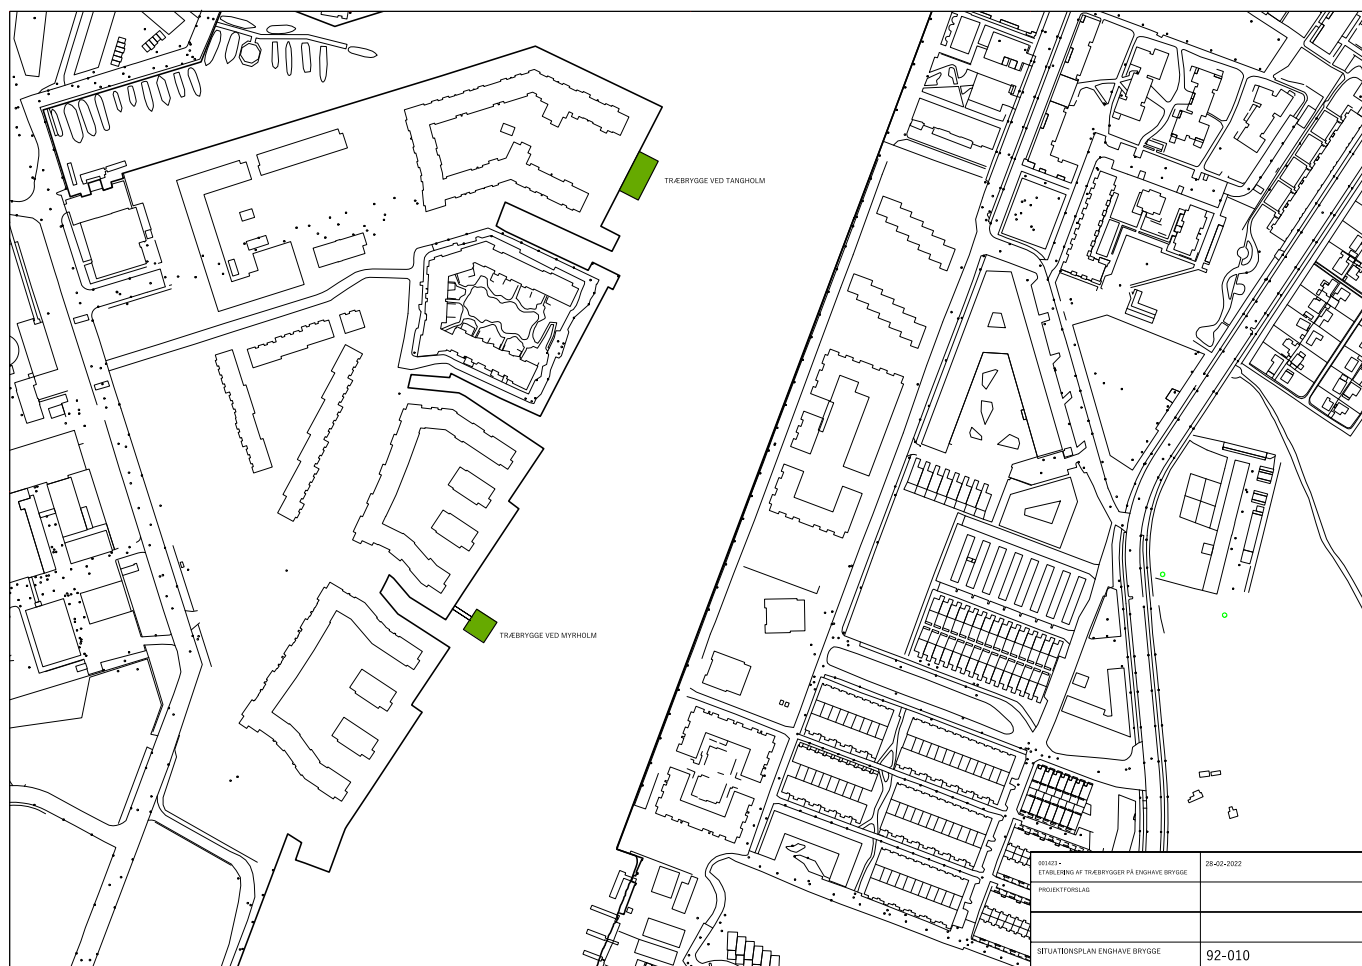 TRÆBRYGGE VED TANGHOLM
TRÆBRYGGE VED MYRHOLM
001423 -
ETABLERING AF TRÆBRYGGER PÅ ENGHAVE BRYGGE
28-02-2022
PROJEKTFORSLAG
SITUATIONSPLAN ENGHAVE BRYGGE
92-010